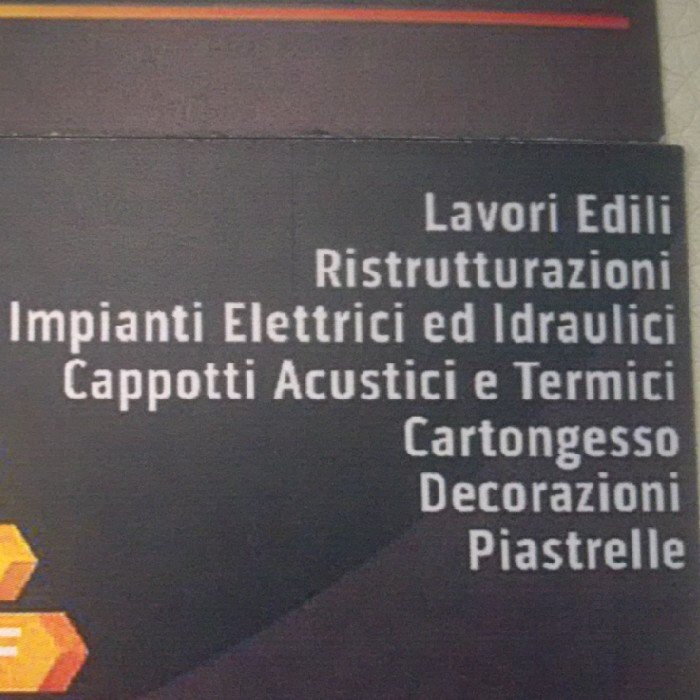 Lavori Edili
Ristrutturazioni
Impianti Elettrici ed Idraulici
Cappotti Acustici e Termici
Cartongesso
Decorazioni
Piastrelle